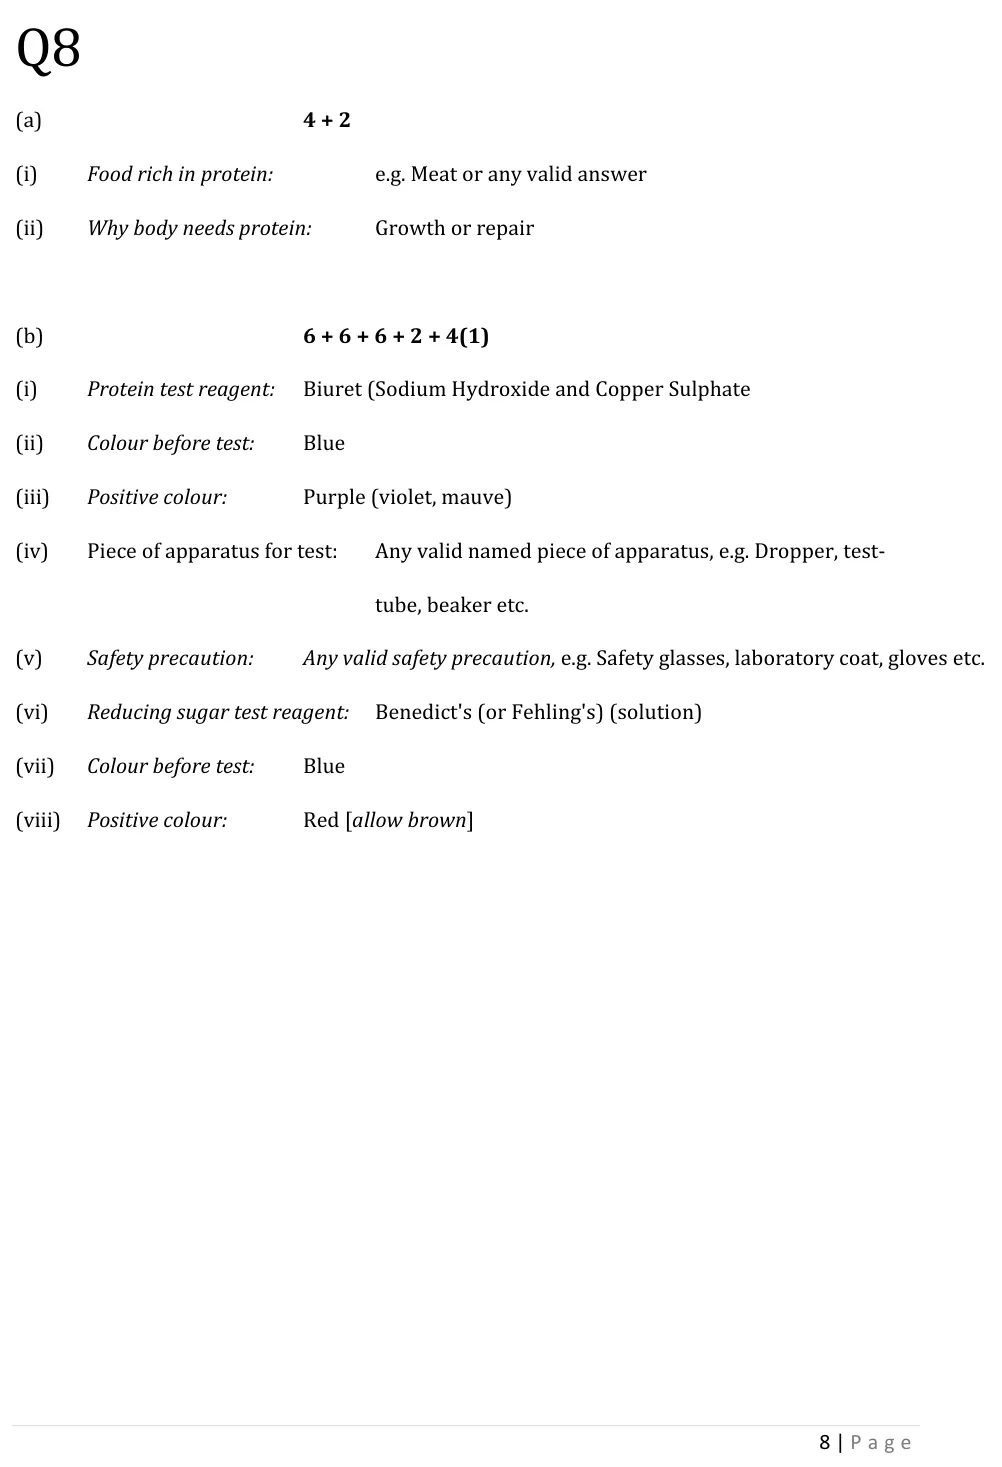 Q8
(a) 4 + 2
(i) Food rich in protein: e.g. Meat or any valid answer
(ii) Why body needs protein: Growth or repair
(b) 6 + 6 + 6 + 2 + 4(1)
(i) Protein test reagent: Biuret (Sodium Hydroxide and Copper Sulphate
(ii) Colour before test: Blue
(iii) Positive colour: Purple (violet, mauve)
(iv) Piece of apparatus for test: Any valid named piece of apparatus, e.g. Dropper, test-
tube, beaker etc.
(v) Safety precaution: Any valid safety precaution, e.g. Safety glasses, laboratory coat, gloves etc.
(vi) Reducing sugar test reagent: Benedict's (or Fehling's) (solution)
(vii) Colour before test: Blue
(viii) Positive colour: Red [allow brown]
8 | Page